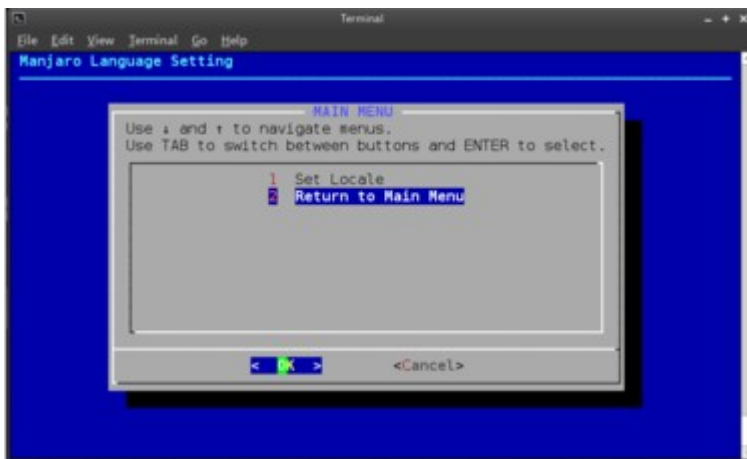 Terminal
File Edit View Terminal Go Help
Manjaro Language Setting
MAIN MENU
Use ↓ and ↑ to navigate menus.
Use TAB to switch between buttons and ENTER to select.
1 Set Locale
2 Return to Main Menu
< OK > <Cancel>